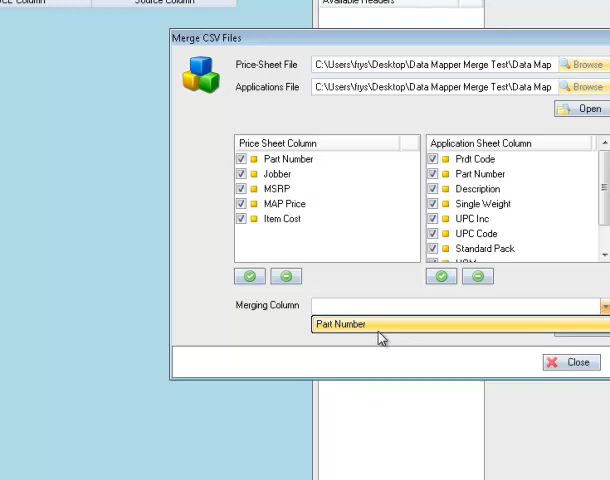 Source Column
Available Headers
Merge CSV Files
Price-Sheet File C:\Users\frys\Desktop\Data Mapper Merge Test\Data Map Browse
Applications File C:\Users\frys\Desktop\Data Mapper Merge Test\Data Map Browse
Open
Price Sheet Column
Part Number
Jobber
MSRP
MAP Price
Item Cost
Application Sheet Column
Prdt Code
Part Number
Description
Single Weight
UPC Inc
UPC Code
Standard Pack
UOM
Merging Column
Part Number
Close